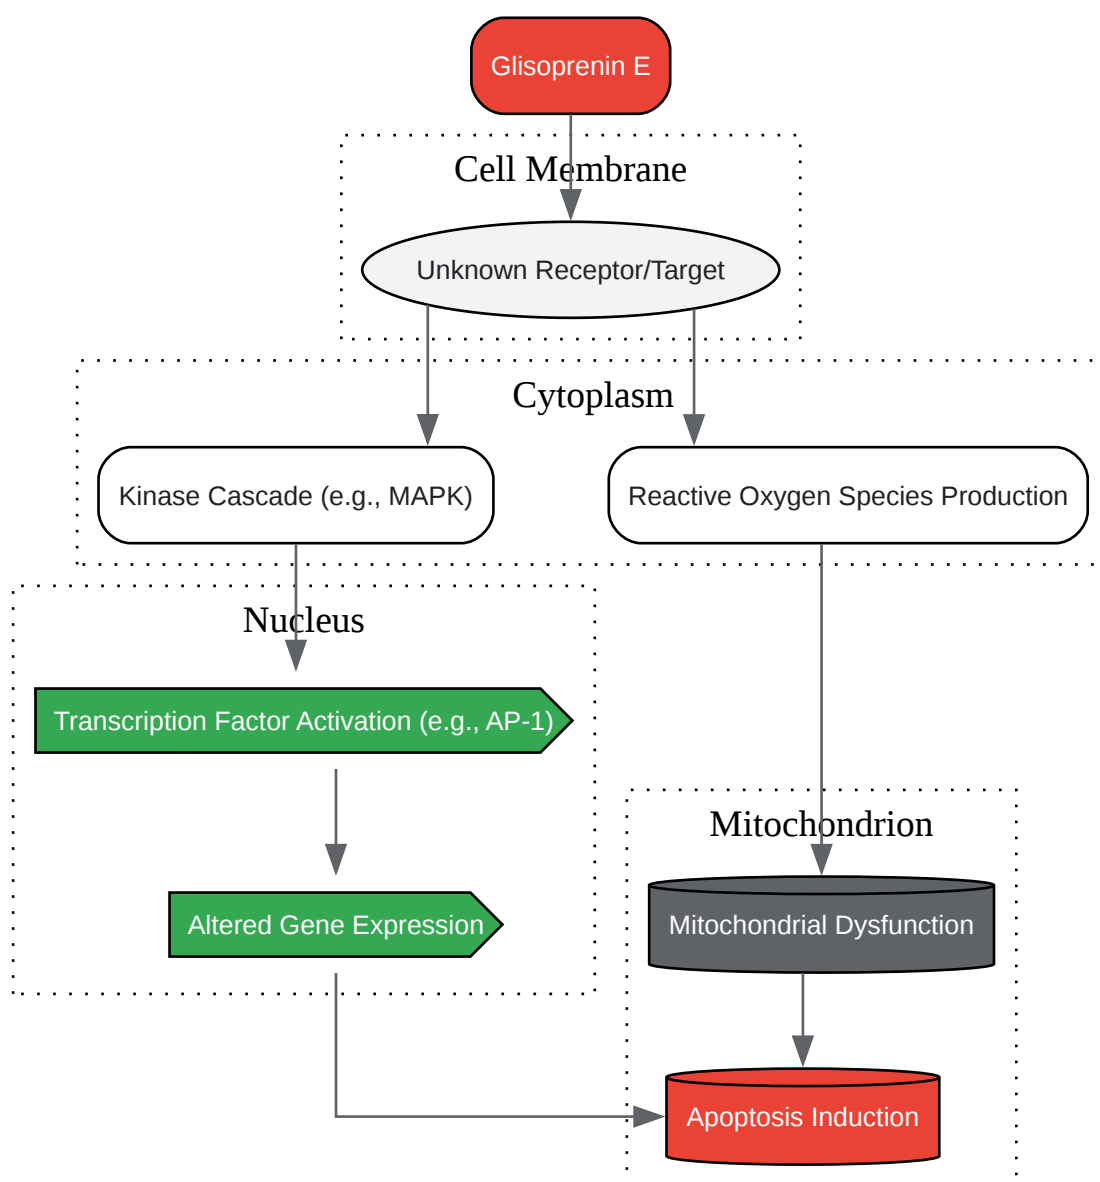 Glisoprenin E
Cell Membrane
Unknown Receptor/Target
Cytoplasm
Kinase Cascade (e.g., MAPK)
Reactive Oxygen Species Production
Nucleus
Transcription Factor Activation (e.g., AP-1)
Mitochondrion
Altered Gene Expression
Mitochondrial Dysfunction
Apoptosis Induction